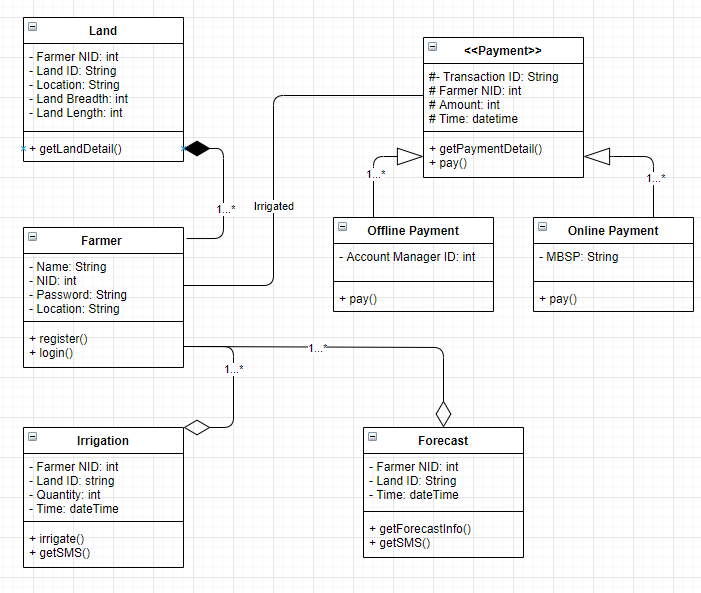 Land
- Farmer NID: int
- Land ID: String
- Location: String
- Land Breadth: int
- Land Length: int
+ getLandDetail()
<<Payment>>
#- Transaction ID: String
# Farmer NID: int
# Amount: int
# Time: datetime
+ getPaymentDetail()
+ pay()
1...*
1...*
1...*
Irrigated
Farmer
- Name: String
- NID: int
- Password: String
- Location: String
+ register()
+ login()
Offline Payment
- Account Manager ID: int
+ pay()
Online Payment
- MBSP: String
+ pay()
1...*
1...*
Irrigation
- Farmer NID: int
- Land ID: string
- Quantity: int
- Time: dateTime
+ irrigate()
+ getSMS()
Forecast
- Farmer NID: int
- Land ID: String
- Time: dateTime
+ getForecastInfo()
+ getSMS()